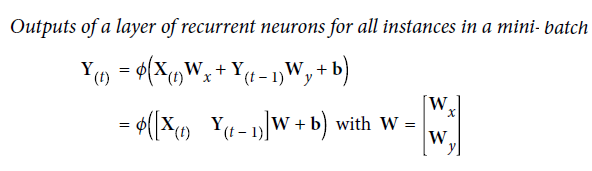 Outputs of a layer of recurrent neurons for all instances in a mini- batch
Y(t) = ϕ(X(t)Wx + Y(t – 1)Wy + b)
= ϕ([X(t) Y(t – 1)]W + b) with W = [Wx
Wy]